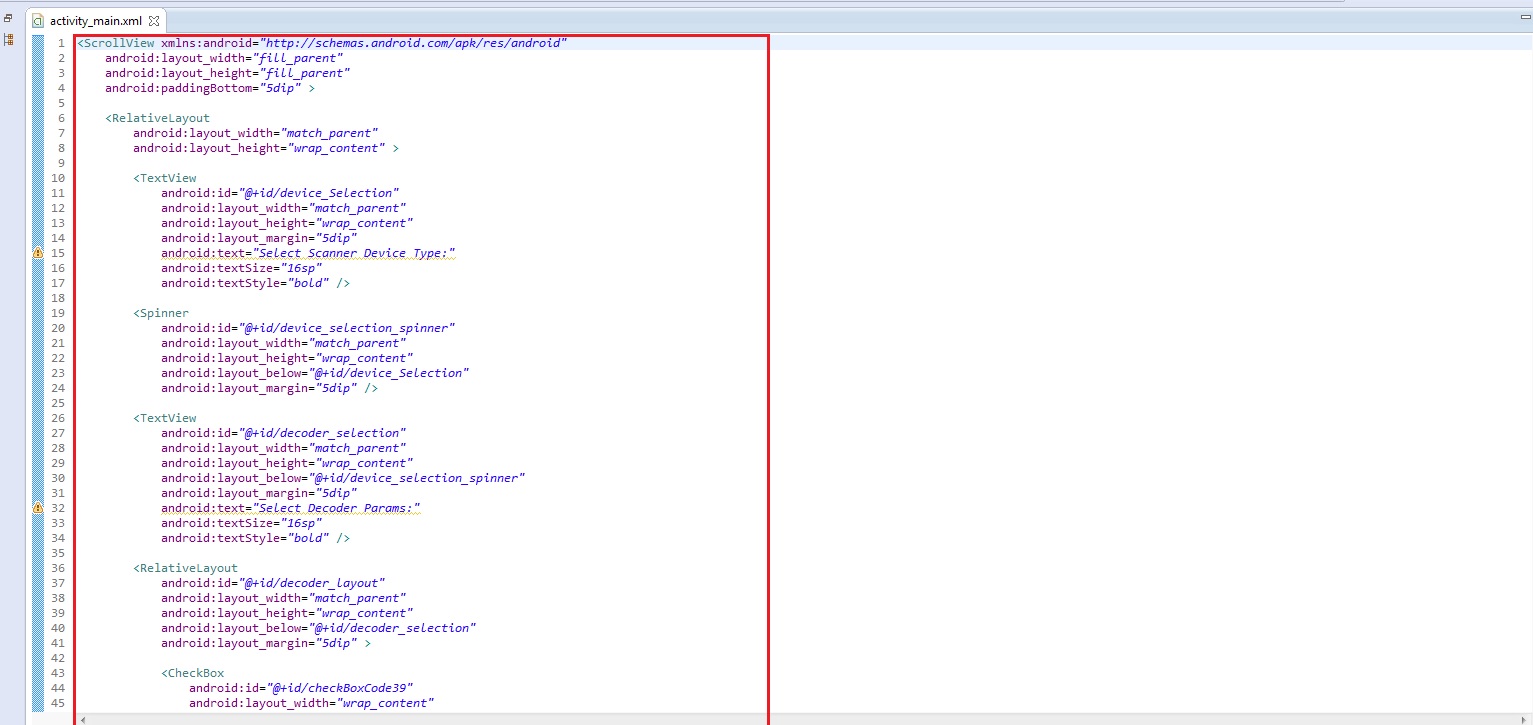 activity_main.xml
1 <ScrollView xmlns:android="http://schemas.android.com/apk/res/android"
2     android:layout_width="fill_parent"
3     android:layout_height="fill_parent"
4     android:paddingBottom="5dip" >
5
6     <RelativeLayout
7         android:layout_width="match_parent"
8         android:layout_height="wrap_content" >
9
10         <TextView
11             android:id="@+id/device_Selection"
12             android:layout_width="match_parent"
13             android:layout_height="wrap_content"
14             android:layout_margin="5dip"
15             android:text="Select Scanner Device Type:"
16             android:textSize="16sp"
17             android:textStyle="bold" />
18
19         <Spinner
20             android:id="@+id/device_selection_spinner"
21             android:layout_width="match_parent"
22             android:layout_height="wrap_content"
23             android:layout_below="@+id/device_Selection"
24             android:layout_margin="5dip" />
25
26         <TextView
27             android:id="@+id/decoder_selection"
28             android:layout_width="match_parent"
29             android:layout_height="wrap_content"
30             android:layout_below="@+id/device_selection_spinner"
31             android:layout_margin="5dip"
32             android:text="Select Decoder Params:"
33             android:textSize="16sp"
34             android:textStyle="bold" />
35
36         <RelativeLayout
37             android:id="@+id/decoder_layout"
38             android:layout_width="match_parent"
39             android:layout_height="wrap_content"
40             android:layout_below="@+id/decoder_selection"
41             android:layout_margin="5dip" >
42
43             <CheckBox
44                 android:id="@+id/checkBoxCode39"
45                 android:layout_width="wrap_content"